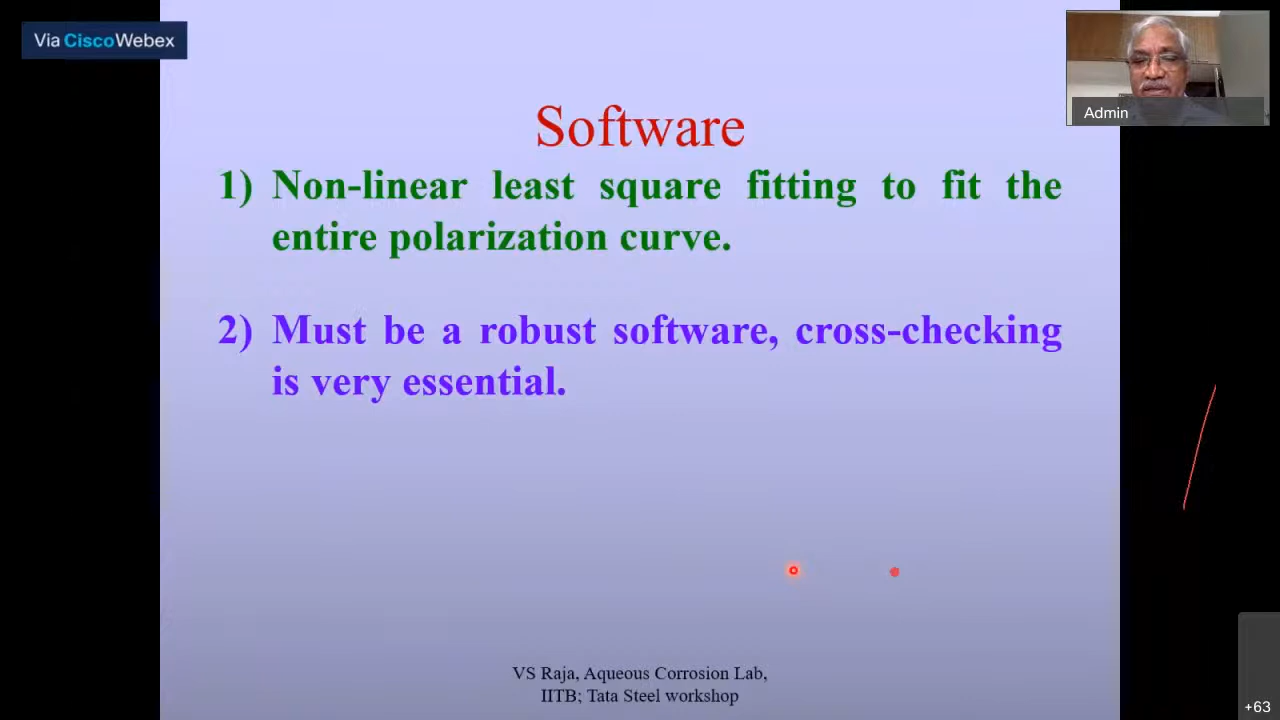 Via CiscoWebex
Admin
Software
1) Non-linear least square fitting to fit the
entire polarization curve.
2) Must be a robust software, cross-checking
is very essential.
VS Raja, Aqueous Corrosion Lab,
IITB; Tata Steel workshop
+63